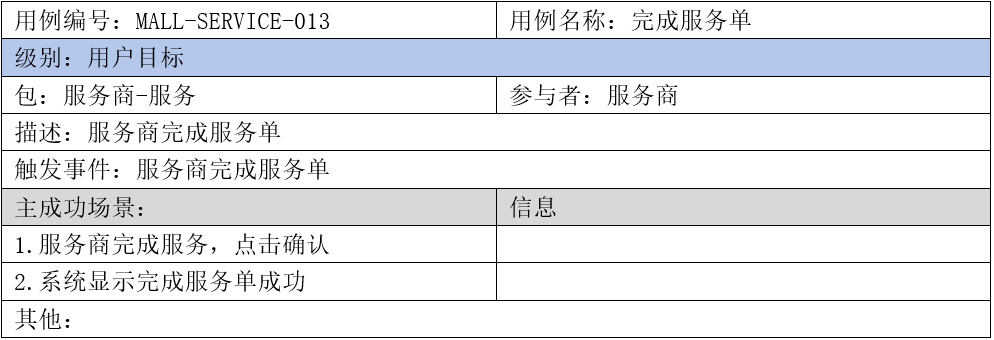 用例编号：MALL-SERVICE-013 用例名称：完成服务单
级别：用户目标
包：服务商-服务 参与者：服务商
描述：服务商完成服务单
触发事件：服务商完成服务单
主成功场景： 信息
1.服务商完成服务，点击确认
2.系统显示完成服务单成功
其他：